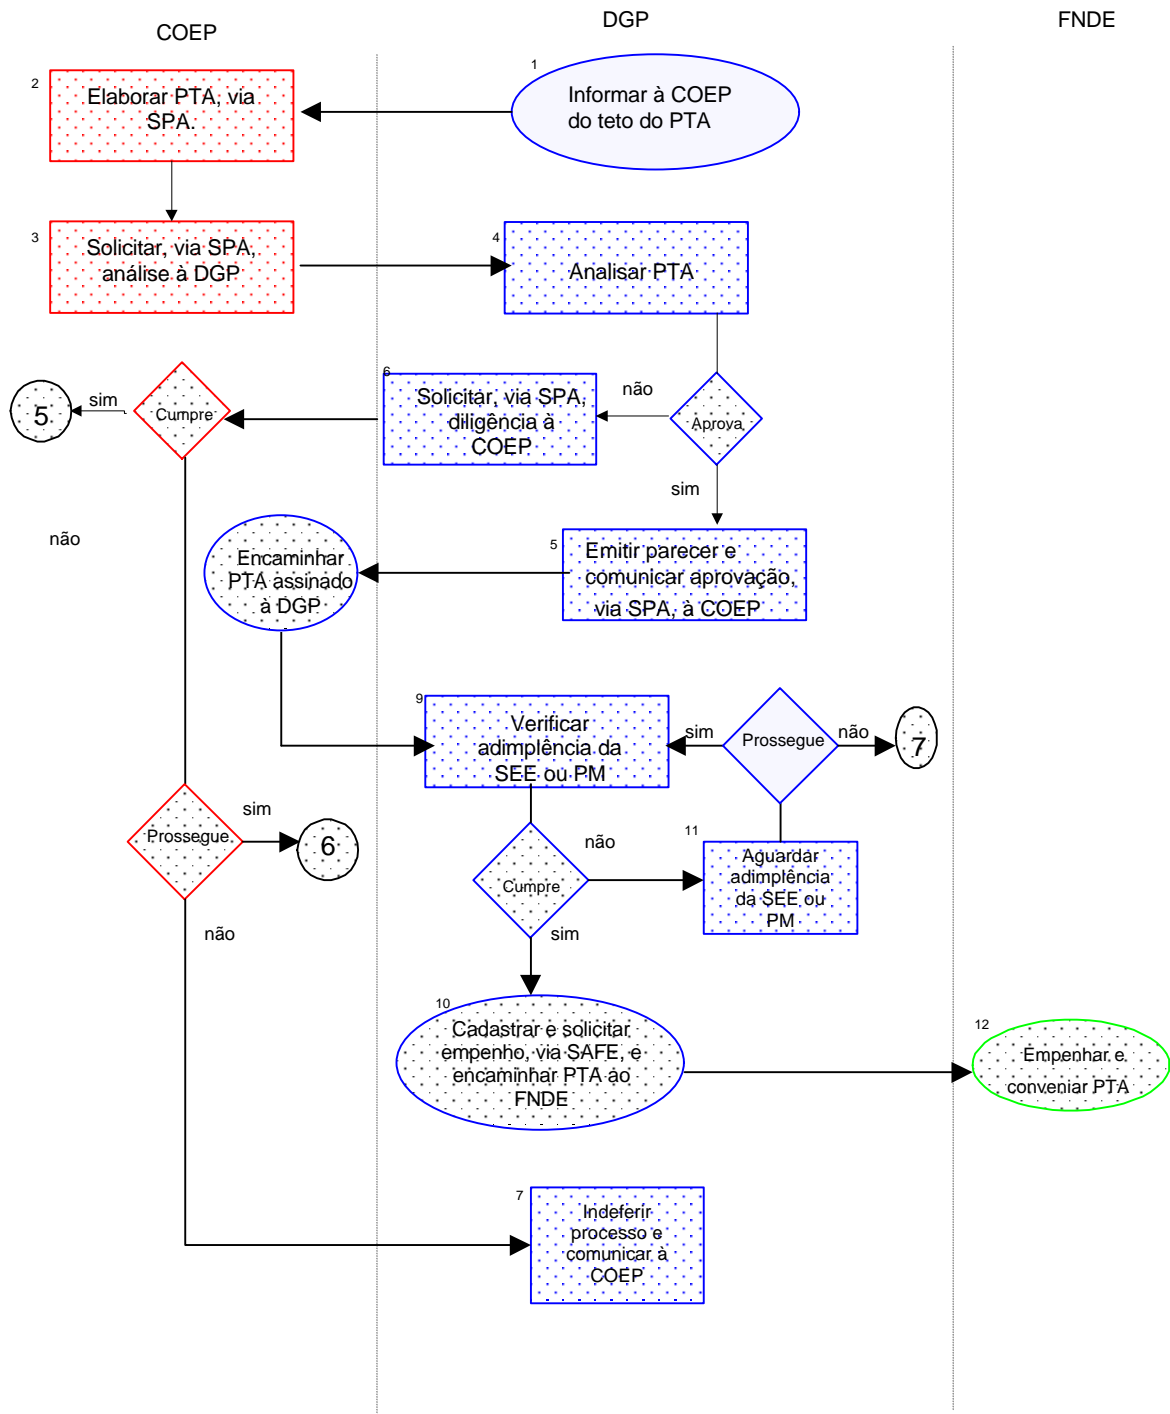 COEP
DGP
FNDE
1
Informar à COEP
do teto do PTA
2
Elaborar PTA, via
SPA.
3
Solicitar, via SPA,
análise à DGP
4
Analisar PTA
Aprova
não
sim
6
Solicitar, via SPA,
diligência à
COEP
Cumpre
sim
5
não
5
Emitir parecer e
comunicar aprovação,
via SPA, à COEP
Encaminhar
PTA assinado
à DGP
9
Verificar
adimplência da
SEE ou PM
sim
Prossegue
não
7
Prossegue
sim
6
não
Cumpre
não
sim
11
Aguardar
adimplência
da SEE ou
PM
10
Cadastrar e solicitar
empenho, via SAFE, e
encaminhar PTA ao
FNDE
12
Empenhar e
conveniar PTA
7
Indeferir
processo e
comunicar à
COEP